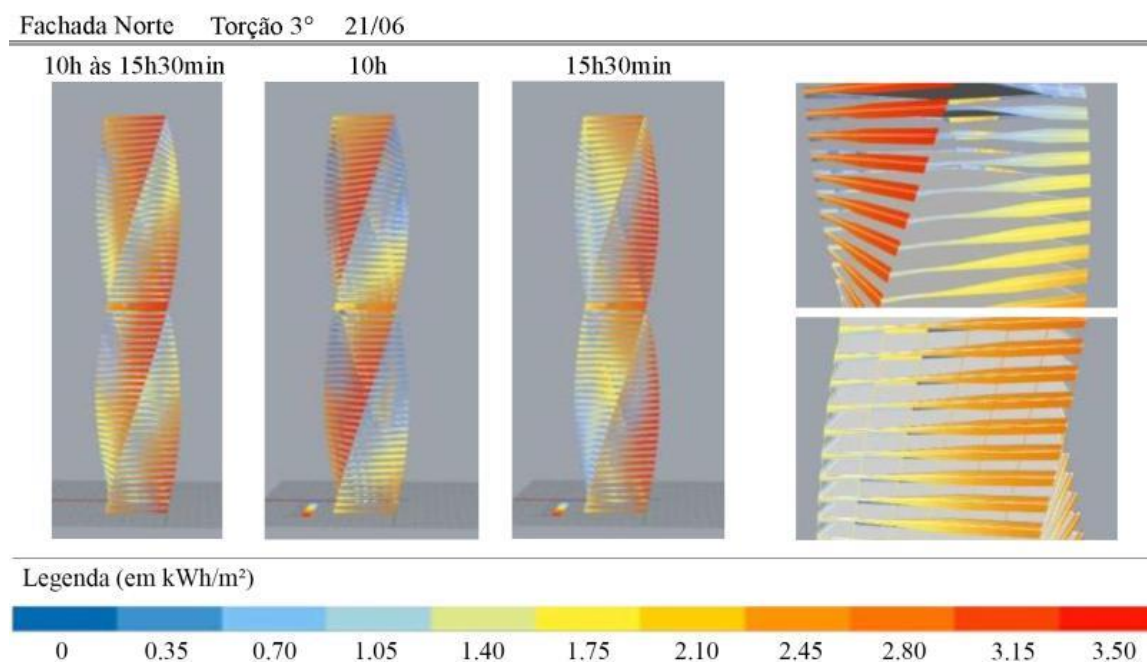 Fachada Norte Torção 3° 21/06
10h às 15h30min 10h 15h30min
Legenda (em kWh/m²)
0 0.35 0.70 1.05 1.40 1.75 2.10 2.45 2.80 3.15 3.50